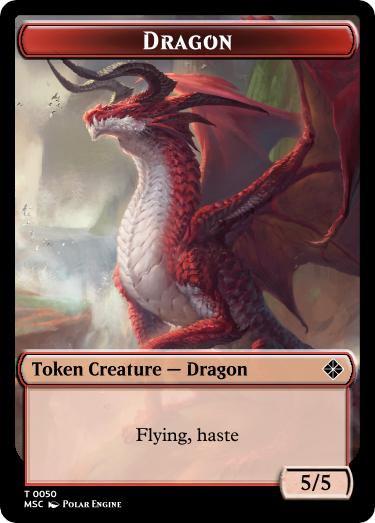 Dragon
Token Creature — Dragon
Flying, haste
5/5
T 0050
MSC Polar Engine